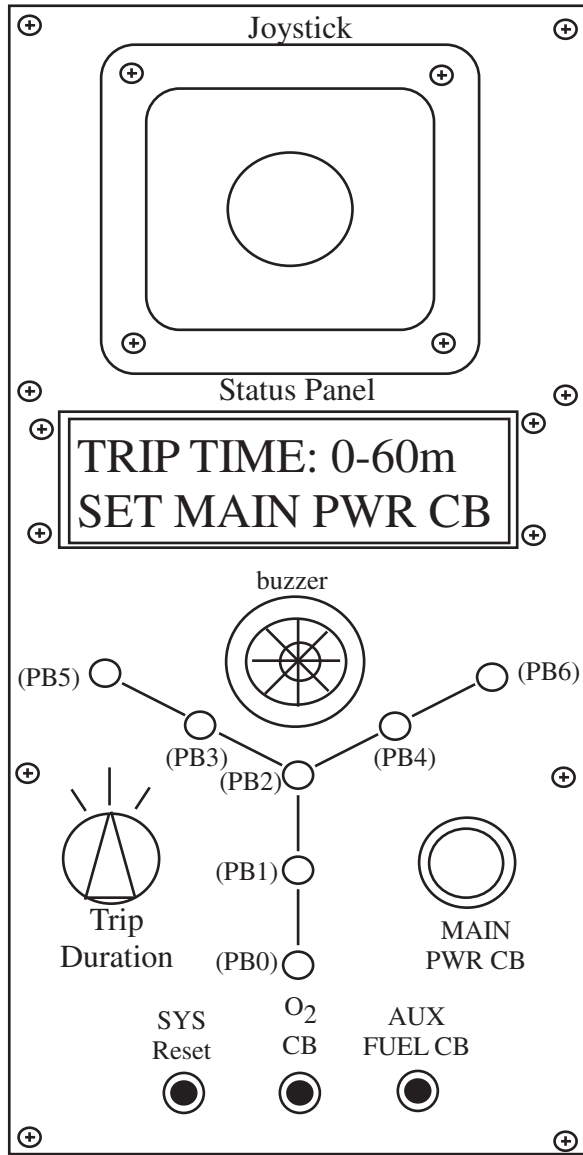 Joystick
Status Panel
TRIP TIME: 0-60m
SET MAIN PWR CB
buzzer
(PB5)
(PB6)
(PB3)
(PB4)
(PB2)
(PB1)
Trip
Duration
MAIN
PWR CB
(PB0)
SYS
Reset
O2
CB
AUX
FUEL CB